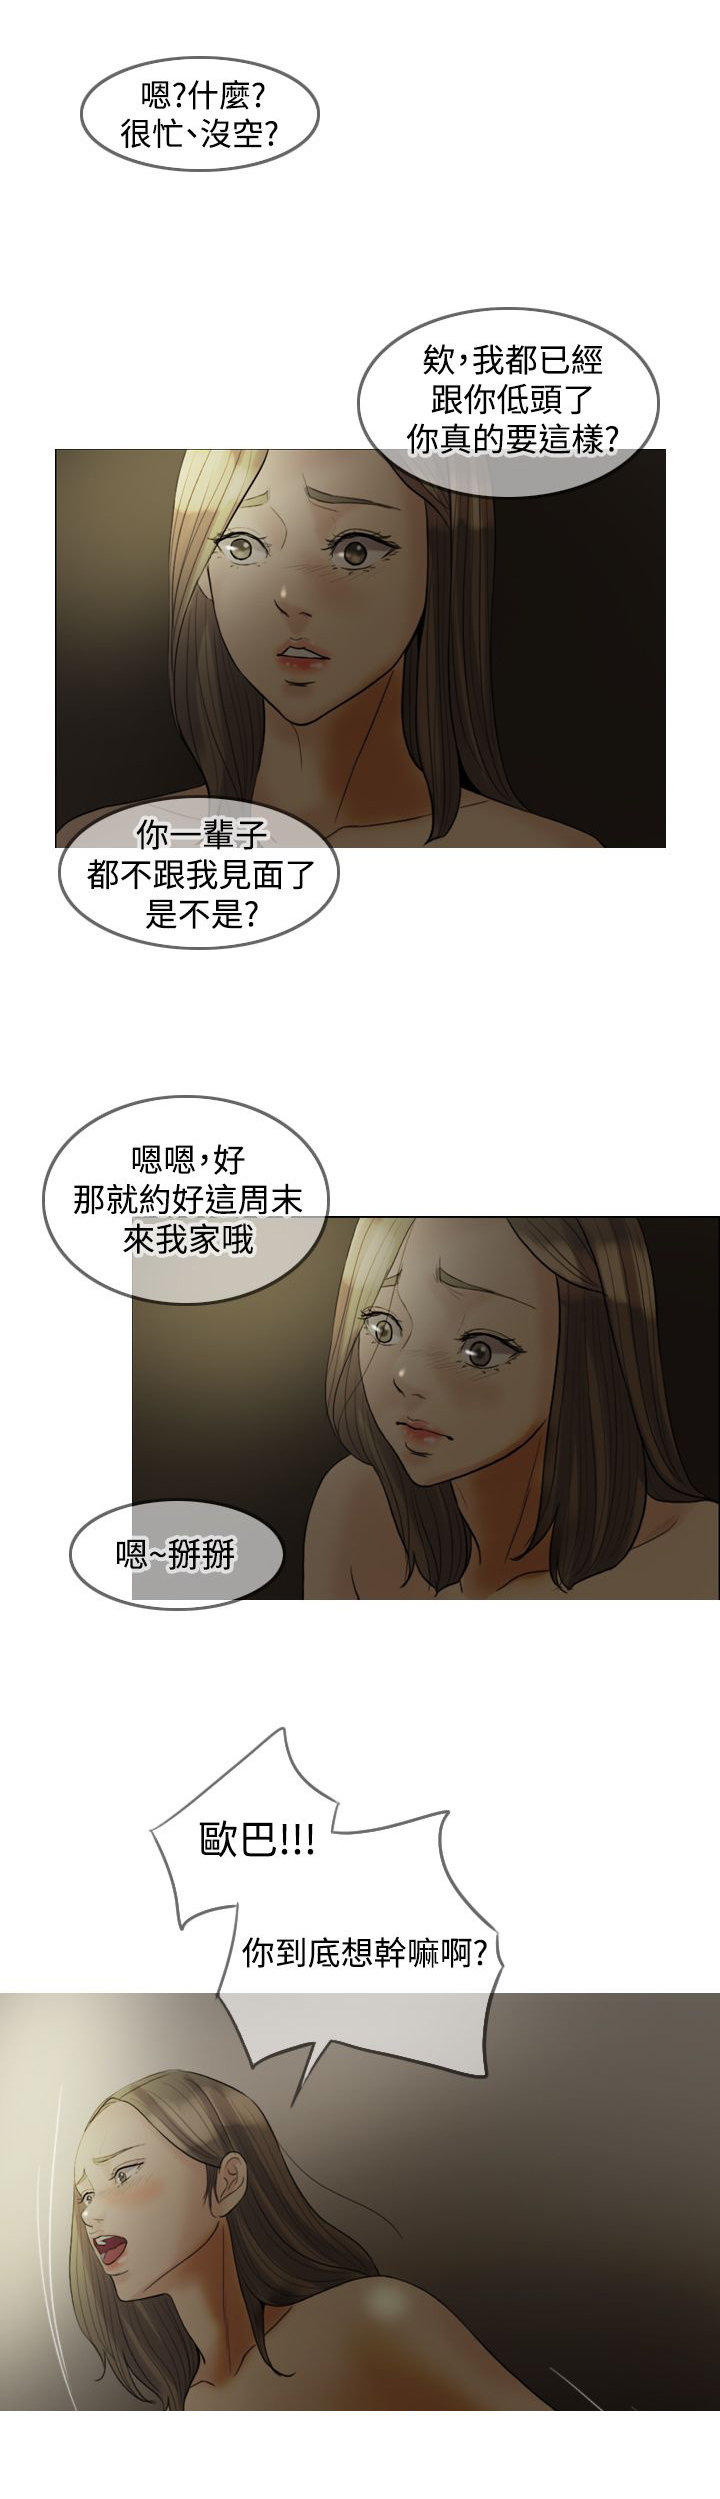 嗯?什麼?
很忙、沒空?
欸,我都已經
跟你低頭了
你真的要這樣?
你一輩子
都不跟我見面了
是不是?
嗯嗯,好
那就約好這周末
來我家哦
嗯~掰掰
歐巴!!!
你到底想幹嘛啊?